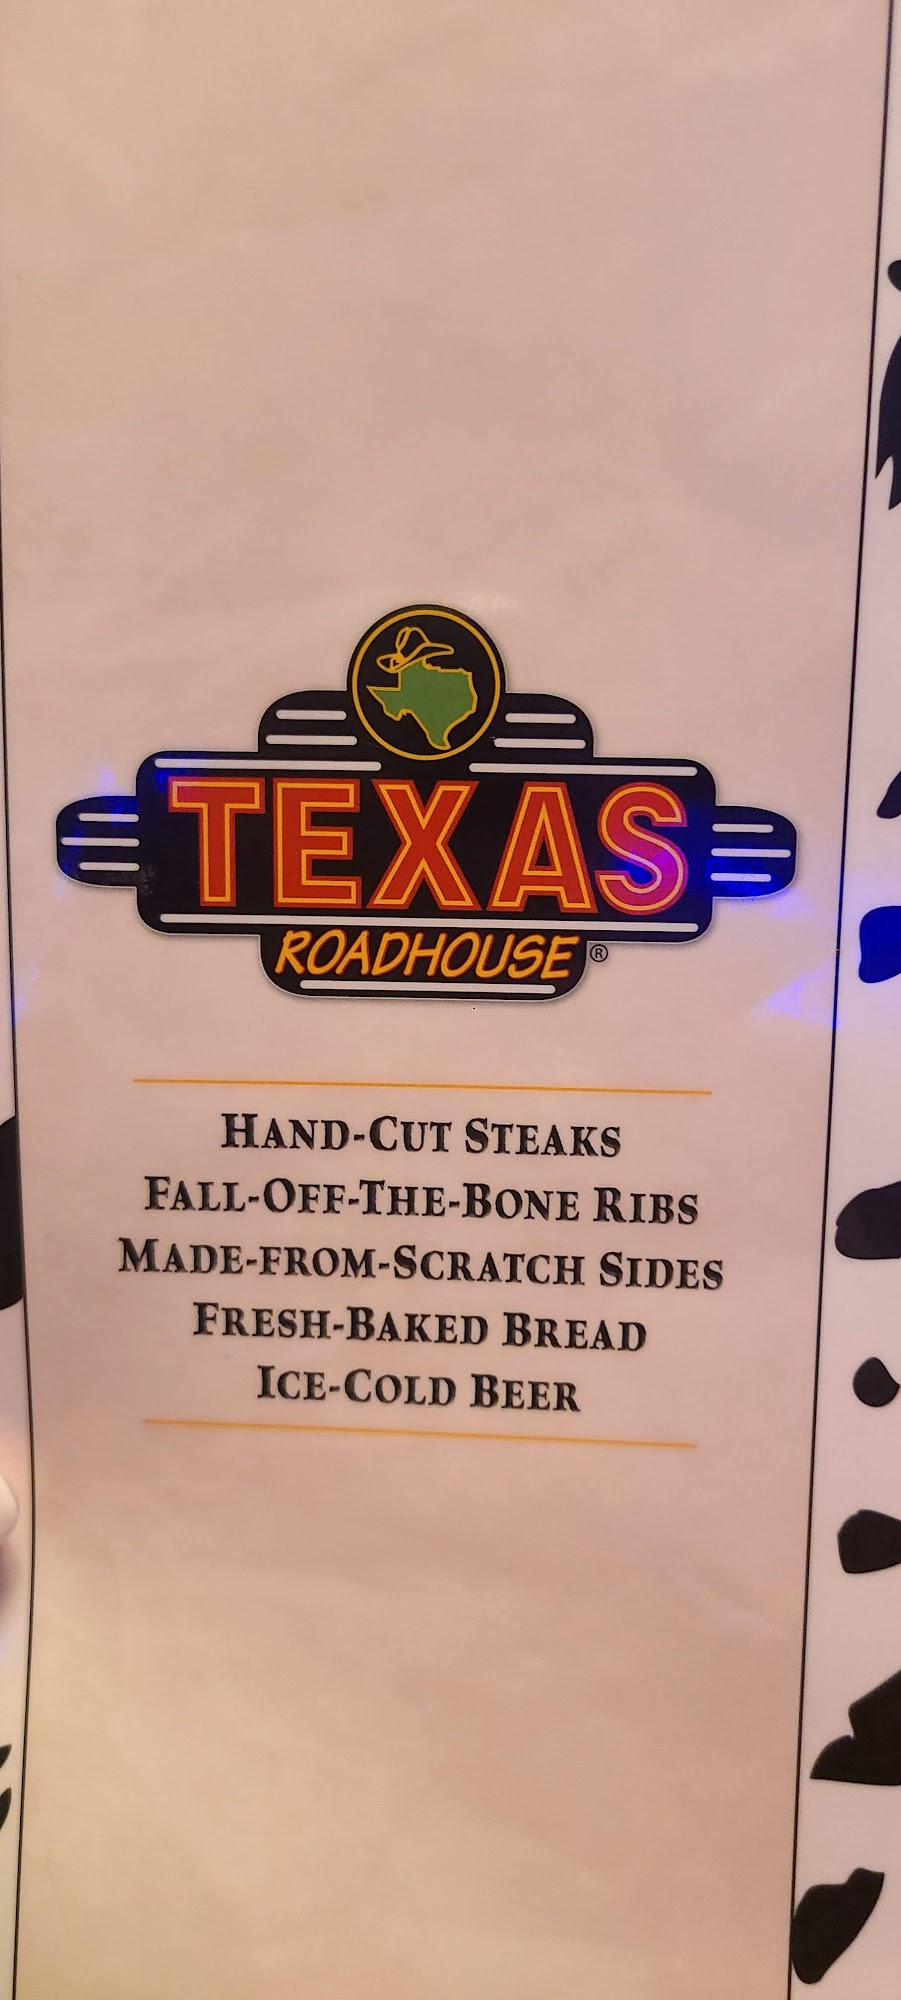 TEXAS
ROADHOUSE®
HAND-CUT STEAKS
FALL-OFF-THE-BONE RIBS
MADE-FROM-SCRATCH SIDES
FRESH-BAKED BREAD
ICE-COLD BEER